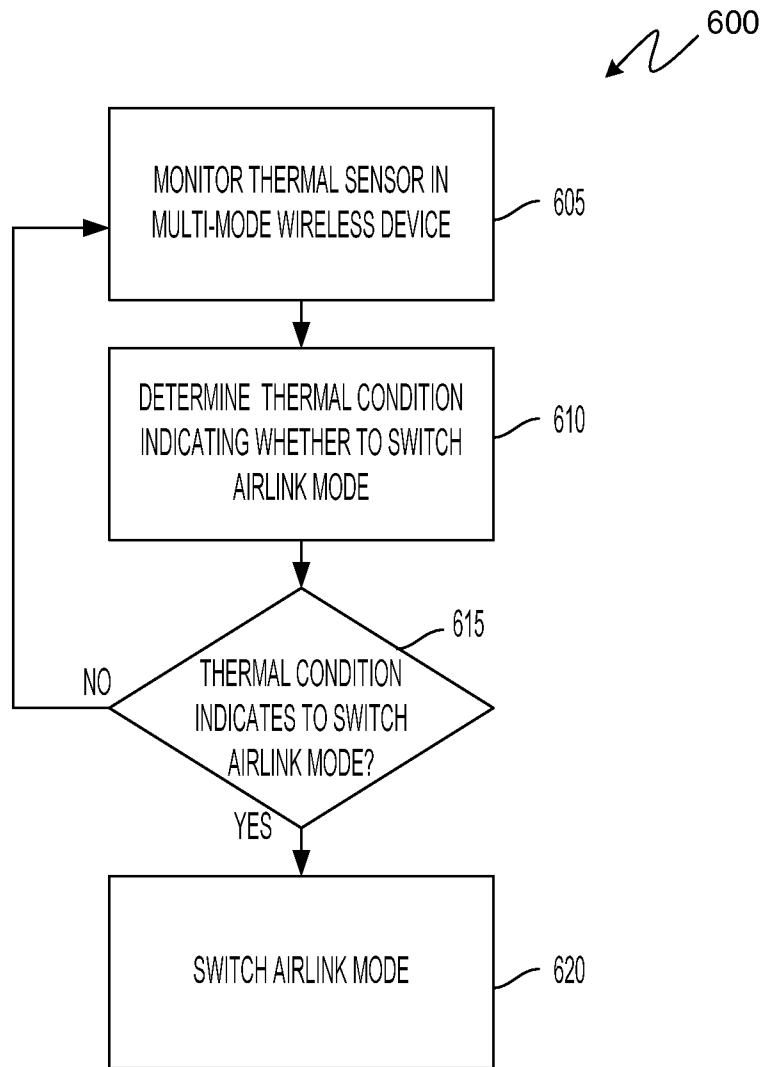 600
MONITOR THERMAL SENSOR IN
MULTI-MODE WIRELESS DEVICE
605
DETERMINE THERMAL CONDITION
INDICATING WHETHER TO SWITCH
AIRLINK MODE
610
615
THERMAL CONDITION
INDICATES TO SWITCH
AIRLINK MODE?
NO
YES
SWITCH AIRLINK MODE
620